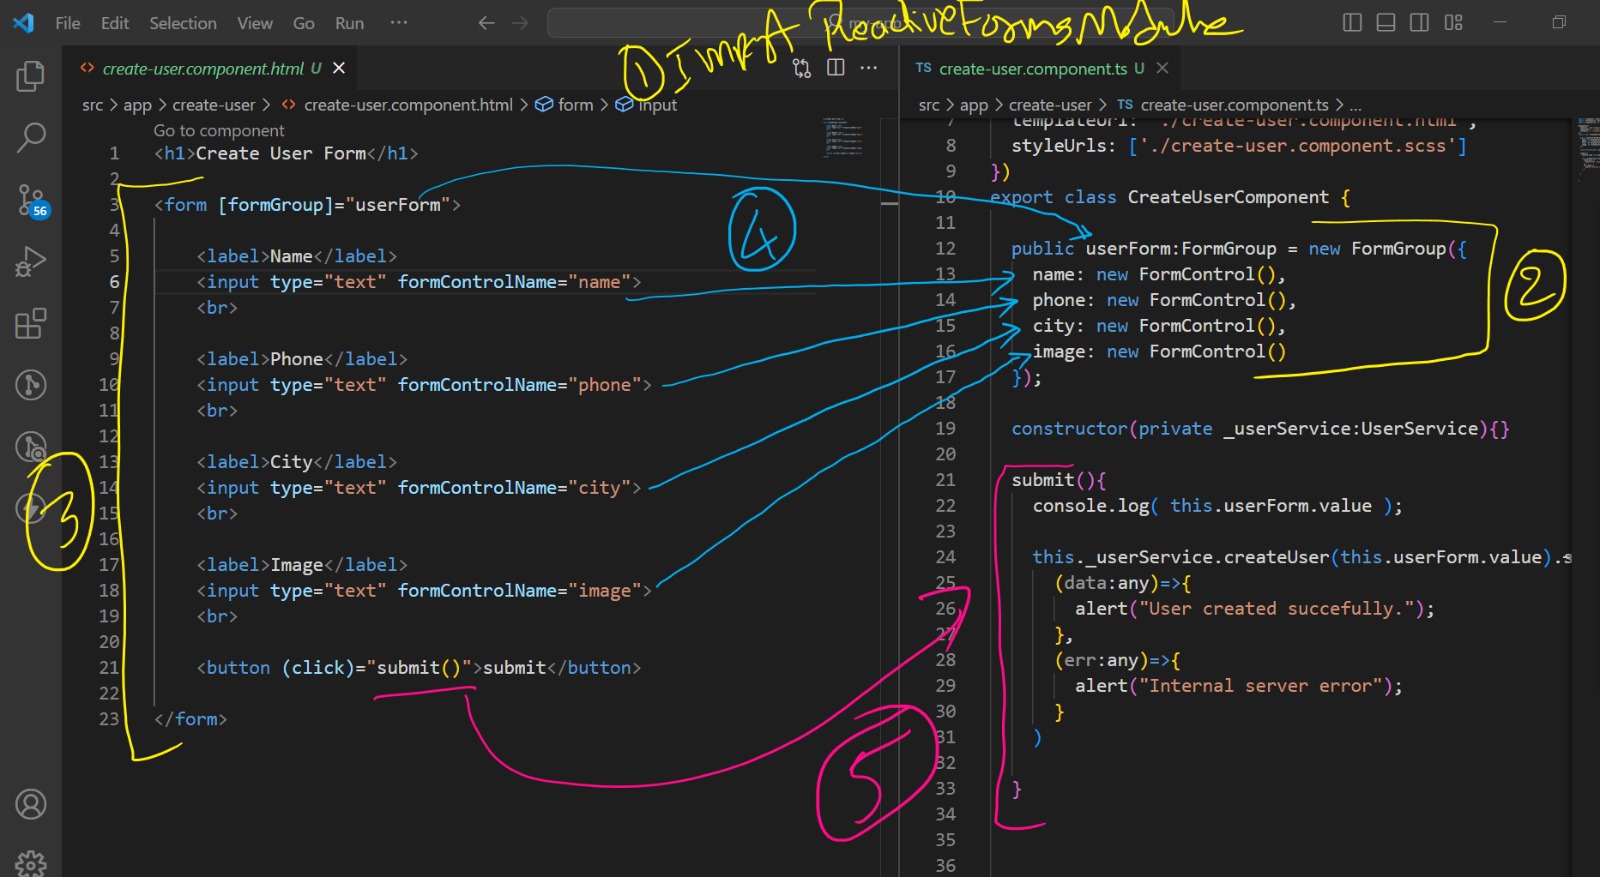 File Edit Selection View Go Run ···
① Import ReactiveFormsModule
create-user.component.html U
src > app > create-user > create-user.component.html > form > input
Go to component
1 <h1>Create User Form</h1>
2
3 <form [formGroup]="userForm">
4
5 <label>Name</label>
6 <input type="text" formControlName="name">
7 <br>
8
9 <label>Phone</label>
10 <input type="text" formControlName="phone">
11 <br>
12
13 <label>City</label>
14 <input type="text" formControlName="city">
15 <br>
16
17 <label>Image</label>
18 <input type="text" formControlName="image">
19 <br>
20
21 <button (click)="submit()">submit</button>
22
23 </form>
3
4
5
56
TS create-user.component.ts U
src > app > create-user > TS create-user.component.ts > ...
7 templateUrl: './create-user.component.html',
8 styleUrls: ['./create-user.component.scss']
9 })
10 export class CreateUserComponent {
11
12 public userForm:FormGroup = new FormGroup({
13 name: new FormControl(),
14 phone: new FormControl(),
15 city: new FormControl(),
16 image: new FormControl()
17 });
18
19 constructor(private _userService:UserService){}
20
21 submit(){
22 console.log( this.userForm.value );
23
24 this._userService.createUser(this.userForm.value).s
25 (data:any)=>{
26 alert("User created succefully.");
27 },
28 (err:any)=>{
29 alert("Internal server error");
30 }
31 )
32
33 }
34
35
36
2